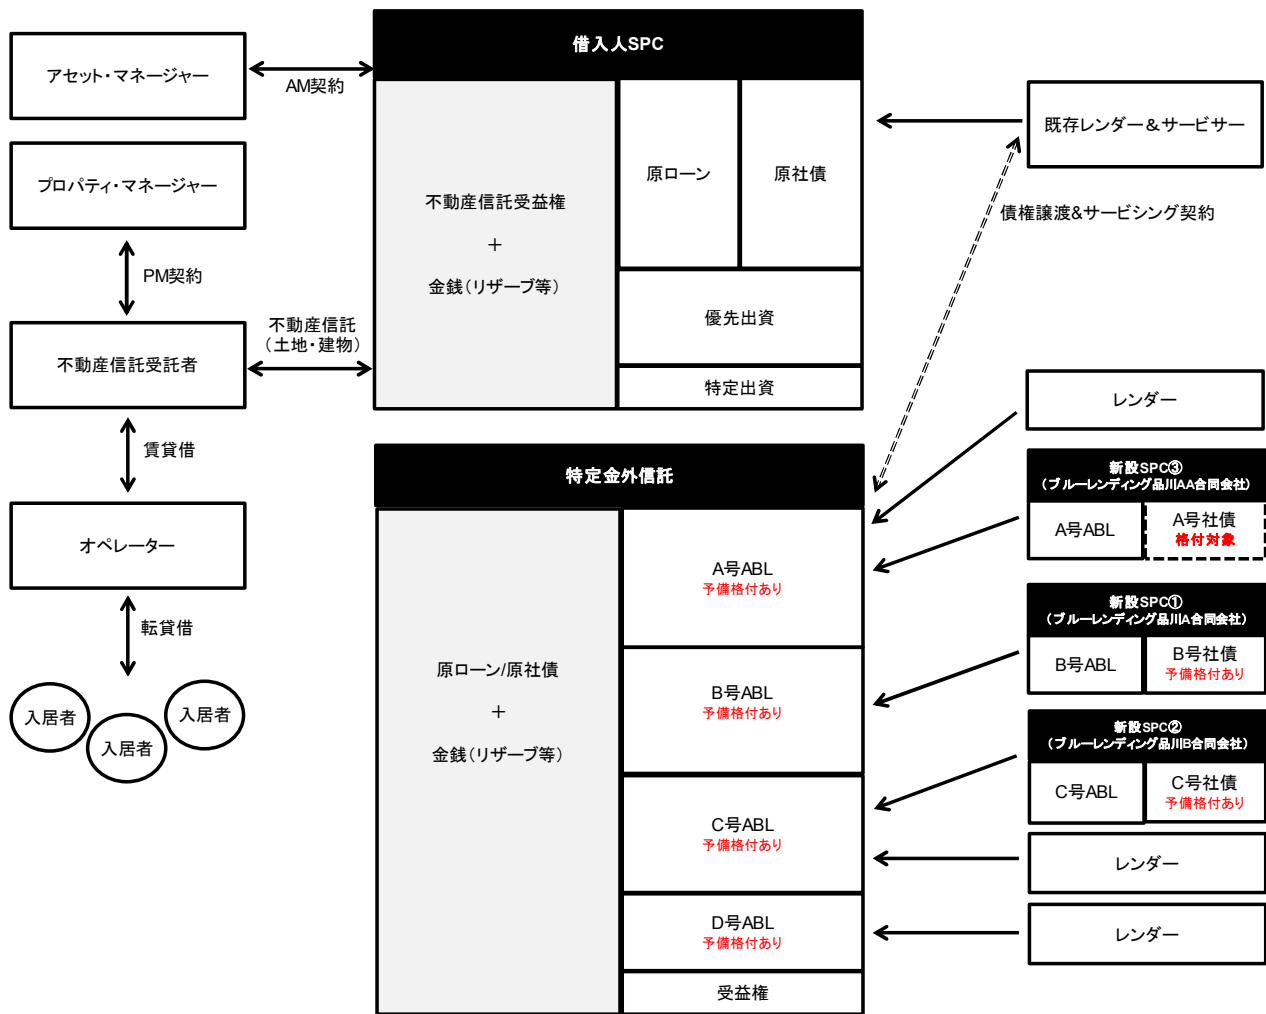 アセット・マネージャー
AM契約
プロパティ・マネージャー
PM契約
不動産信託受託者
不動産信託
（土地・建物）
賃貸借
オペレーター
転貸借
入居者
入居者
入居者
借入人SPC
不動産信託受益権
＋
金銭（リザーブ等）
原ローン
原社債
優先出資
特定出資
既存レンダー＆サービサー
債権譲渡&サービシング契約
特定金外信託
原ローン/原社債
＋
金銭（リザーブ等）
A号ABL
予備格付あり
B号ABL
予備格付あり
C号ABL
予備格付あり
D号ABL
予備格付あり
受益権
レンダー
新設SPC③
（ブルーレンディング品川AA合同会社）
A号ABL
A号社債
格付対象
新設SPC①
（ブルーレンディング品川A合同会社）
B号ABL
B号社債
予備格付あり
新設SPC②
（ブルーレンディング品川B合同会社）
C号ABL
C号社債
予備格付あり
レンダー
レンダー